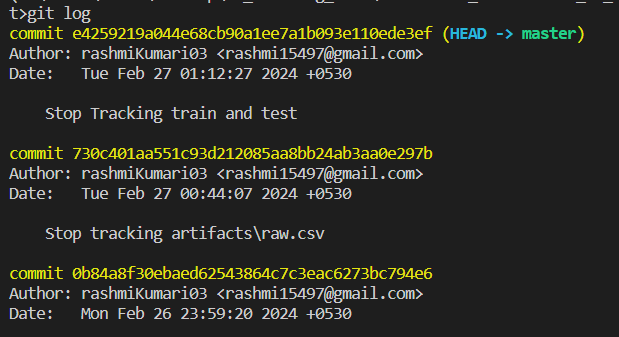 t>git log
commit e4259219a044e68cb90a1ee7a1b093e110ede3ef (HEAD -> master)
Author: rashmiKumari03 <rashmi15497@gmail.com>
Date:   Tue Feb 27 01:12:27 2024 +0530
Stop Tracking train and test
commit 730c401aa551c93d212085aa8bb24ab3aa0e297b
Author: rashmiKumari03 <rashmi15497@gmail.com>
Date:   Tue Feb 27 00:44:07 2024 +0530
Stop tracking artifacts\raw.csv
commit 0b84a8f30ebaed62543864c7c3eac6273bc794e6
Author: rashmiKumari03 <rashmi15497@gmail.com>
Date:   Mon Feb 26 23:59:20 2024 +0530